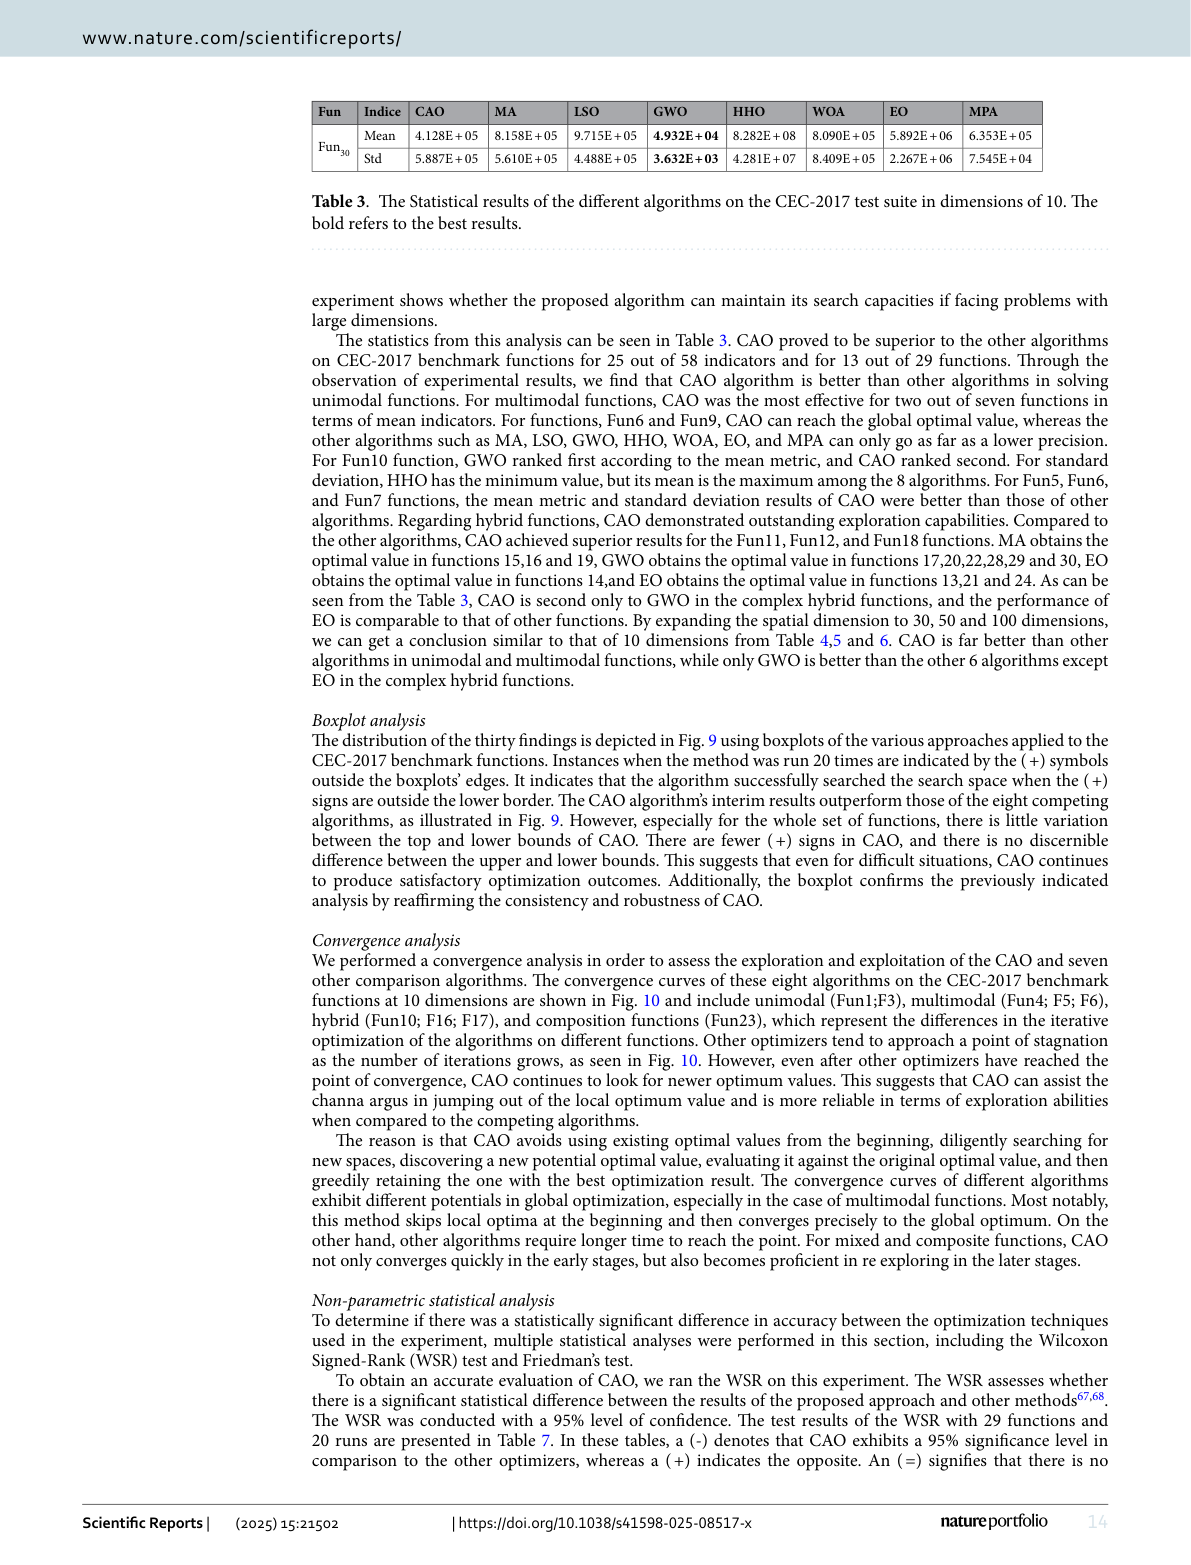 www.nature.com/scientificreports/
Fun Indice CAO MA LSO GWO HHO WOA EO MPA
Fun30 Mean 4.128E+05 8.158E+05 9.715E+05 4.932E+04 8.282E+08 8.090E+05 5.892E+06 6.353E+05
Std 5.887E+05 5.610E+05 4.488E+05 3.632E+03 4.281E+07 8.409E+05 2.267E+06 7.545E+04
Table 3. The Statistical results of the different algorithms on the CEC-2017 test suite in dimensions of 10. The
bold refers to the best results.
experiment shows whether the proposed algorithm can maintain its search capacities if facing problems with
large dimensions.
The statistics from this analysis can be seen in Table 3. CAO proved to be superior to the other algorithms
on CEC-2017 benchmark functions for 25 out of 58 indicators and for 13 out of 29 functions. Through the
observation of experimental results, we find that CAO algorithm is better than other algorithms in solving
unimodal functions. For multimodal functions, CAO was the most effective for two out of seven functions in
terms of mean indicators. For functions, Fun6 and Fun9, CAO can reach the global optimal value, whereas the
other algorithms such as MA, LSO, GWO, HHO, WOA, EO, and MPA can only go as far as a lower precision.
For Fun10 function, GWO ranked first according to the mean metric, and CAO ranked second. For standard
deviation, HHO has the minimum value, but its mean is the maximum among the 8 algorithms. For Fun5, Fun6,
and Fun7 functions, the mean metric and standard deviation results of CAO were better than those of other
algorithms. Regarding hybrid functions, CAO demonstrated outstanding exploration capabilities. Compared to
the other algorithms, CAO achieved superior results for the Fun11, Fun12, and Fun18 functions. MA obtains the
optimal value in functions 15,16 and 19, GWO obtains the optimal value in functions 17,20,22,28,29 and 30, EO
obtains the optimal value in functions 14,and EO obtains the optimal value in functions 13,21 and 24. As can be
seen from the Table 3, CAO is second only to GWO in the complex hybrid functions, and the performance of
EO is comparable to that of other functions. By expanding the spatial dimension to 30, 50 and 100 dimensions,
we can get a conclusion similar to that of 10 dimensions from Table 4,5 and 6. CAO is far better than other
algorithms in unimodal and multimodal functions, while only GWO is better than the other 6 algorithms except
EO in the complex hybrid functions.
Boxplot analysis
The distribution of the thirty findings is depicted in Fig. 9 using boxplots of the various approaches applied to the
CEC-2017 benchmark functions. Instances when the method was run 20 times are indicated by the (+) symbols
outside the boxplots' edges. It indicates that the algorithm successfully searched the search space when the (+)
signs are outside the lower border. The CAO algorithm's interim results outperform those of the eight competing
algorithms, as illustrated in Fig. 9. However, especially for the whole set of functions, there is little variation
between the top and lower bounds of CAO. There are fewer (+) signs in CAO, and there is no discernible
difference between the upper and lower bounds. This suggests that even for difficult situations, CAO continues
to produce satisfactory optimization outcomes. Additionally, the boxplot confirms the previously indicated
analysis by reaffirming the consistency and robustness of CAO.
Convergence analysis
We performed a convergence analysis in order to assess the exploration and exploitation of the CAO and seven
other comparison algorithms. The convergence curves of these eight algorithms on the CEC-2017 benchmark
functions at 10 dimensions are shown in Fig. 10 and include unimodal (Fun1;F3), multimodal (Fun4; F5; F6),
hybrid (Fun10; F16; F17), and composition functions (Fun23), which represent the differences in the iterative
optimization of the algorithms on different functions. Other optimizers tend to approach a point of stagnation
as the number of iterations grows, as seen in Fig. 10. However, even after other optimizers have reached the
point of convergence, CAO continues to look for newer optimum values. This suggests that CAO can assist the
channa argus in jumping out of the local optimum value and is more reliable in terms of exploration abilities
when compared to the competing algorithms.
The reason is that CAO avoids using existing optimal values from the beginning, diligently searching for
new spaces, discovering a new potential optimal value, evaluating it against the original optimal value, and then
greedily retaining the one with the best optimization result. The convergence curves of different algorithms
exhibit different potentials in global optimization, especially in the case of multimodal functions. Most notably,
this method skips local optima at the beginning and then converges precisely to the global optimum. On the
other hand, other algorithms require longer time to reach the point. For mixed and composite functions, CAO
not only converges quickly in the early stages, but also becomes proficient in re exploring in the later stages.
Non-parametric statistical analysis
To determine if there was a statistically significant difference in accuracy between the optimization techniques
used in the experiment, multiple statistical analyses were performed in this section, including the Wilcoxon
Signed-Rank (WSR) test and Friedman's test.
To obtain an accurate evaluation of CAO, we ran the WSR on this experiment. The WSR assesses whether
there is a significant statistical difference between the results of the proposed approach and other methods67,68.
The WSR was conducted with a 95% level of confidence. The test results of the WSR with 29 functions and
20 runs are presented in Table 7. In these tables, a (-) denotes that CAO exhibits a 95% significance level in
comparison to the other optimizers, whereas a (+) indicates the opposite. An (=) signifies that there is no
Scientific Reports | (2025) 15:21502 | https://doi.org/10.1038/s41598-025-08517-x natureportfolio 14